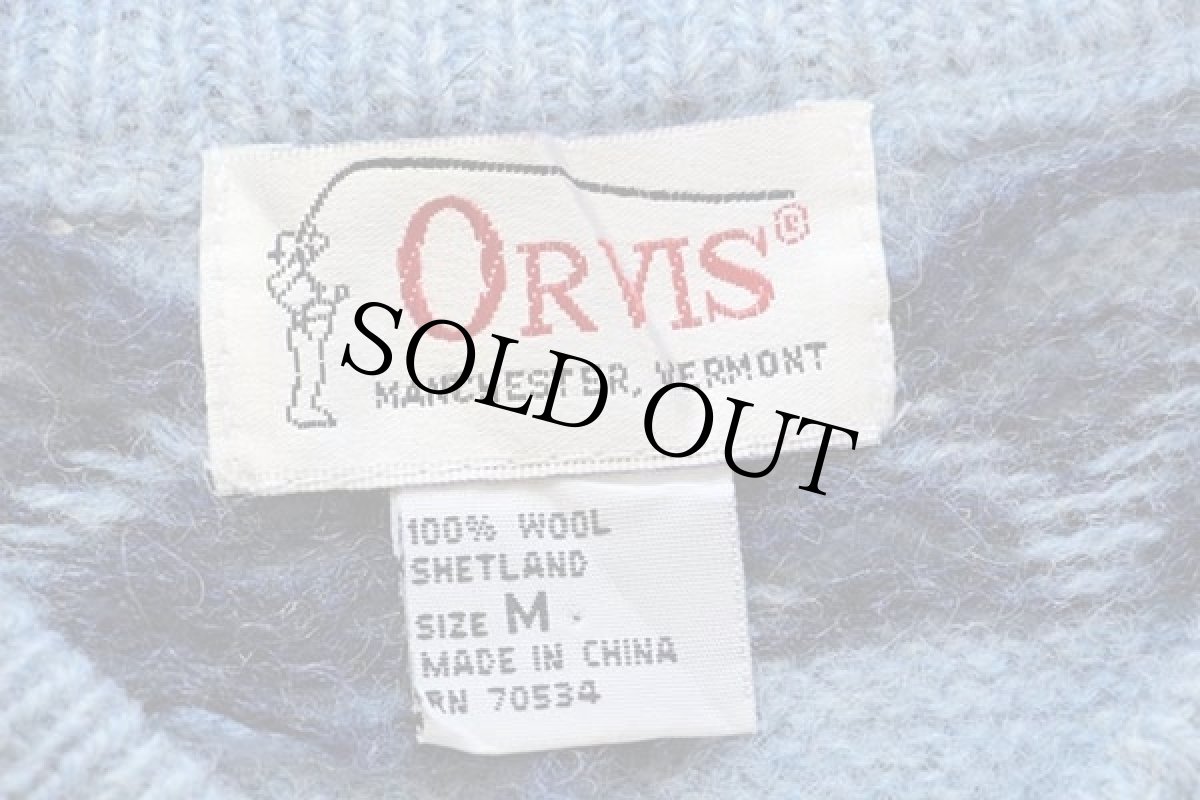 ORVIS®
MANCHESTER, VERMONT
SOLD OUT
100% WOOL
SHETLAND
SIZE M
MADE IN CHINA
RN 70534